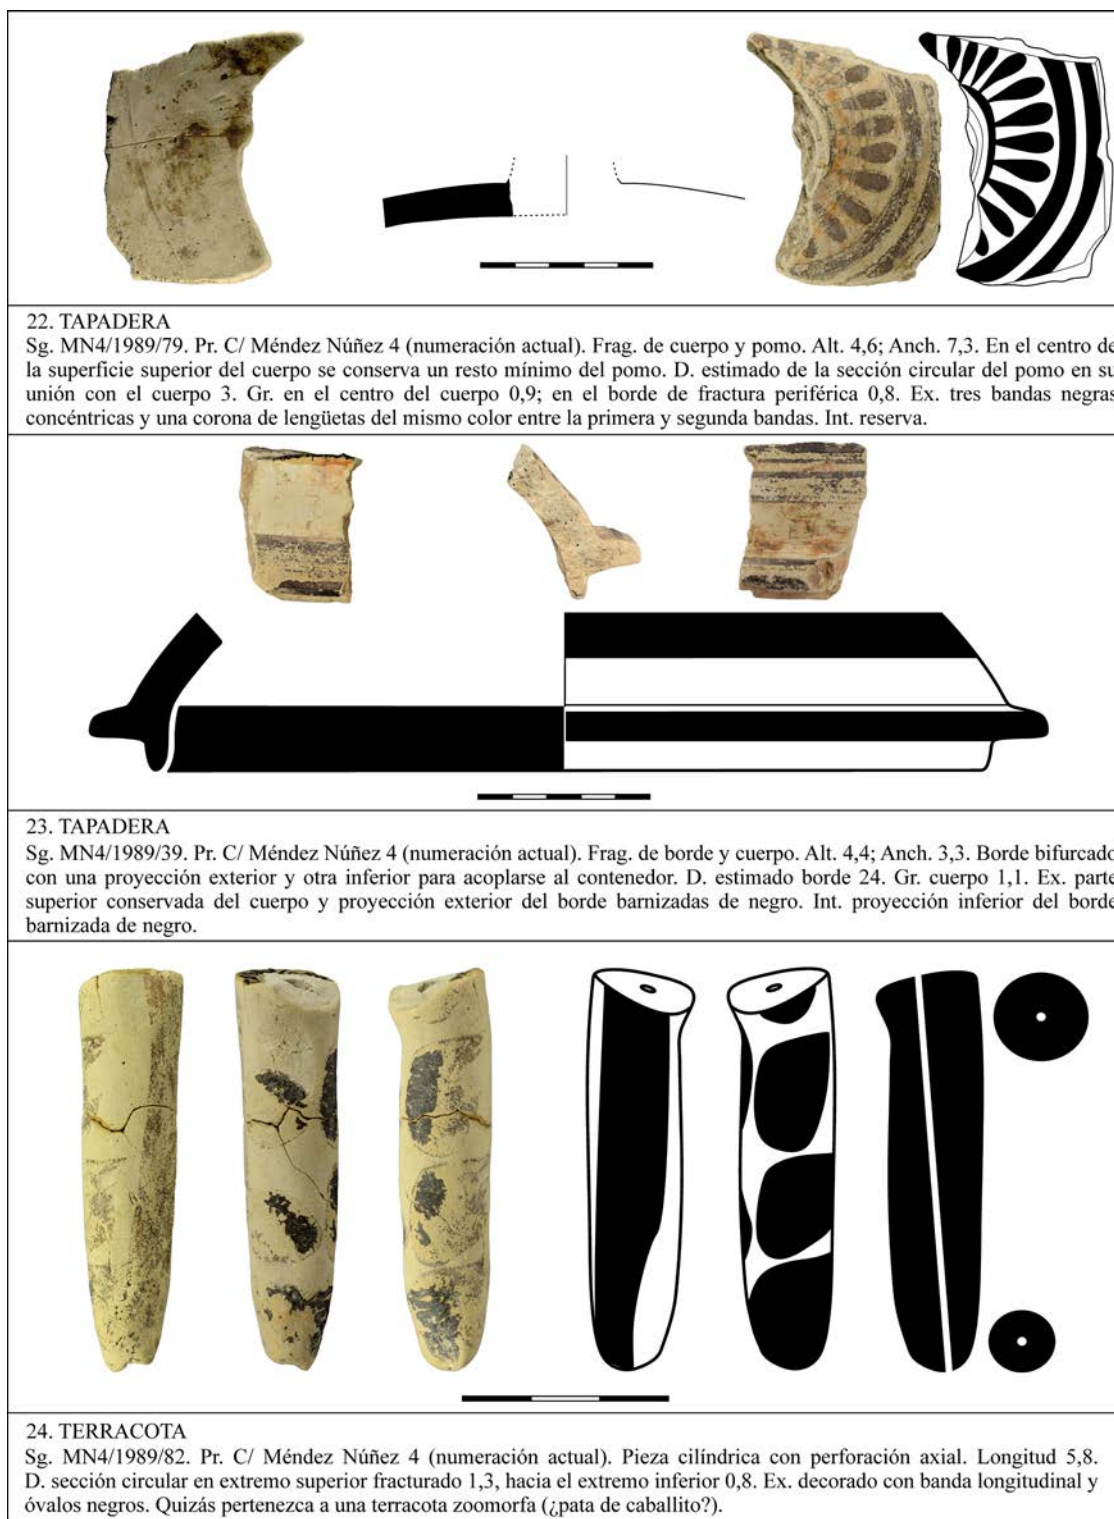 22. TAPADERA
Sg. MN4/1989/79. Pr. C/ Méndez Núñez 4 (numeración actual). Frag. de cuerpo y pomo. Alt. 4,6; Anch. 7,3. En el centro de
la superficie superior del cuerpo se conserva un resto mínimo del pomo. D. estimado de la sección circular del pomo en su
unión con el cuerpo 3. Gr. en el centro del cuerpo 0,9; en el borde de fractura periférica 0,8. Ex. tres bandas negras
concéntricas y una corona de lengüetas del mismo color entre la primera y segunda bandas. Int. reserva.
23. TAPADERA
Sg. MN4/1989/39. Pr. C/ Méndez Núñez 4 (numeración actual). Frag. de borde y cuerpo. Alt. 4,4; Anch. 3,3. Borde bifurcado
con una proyección exterior y otra inferior para acoplarse al contenedor. D. estimado borde 24. Gr. cuerpo 1,1. Ex. parte
superior conservada del cuerpo y proyección exterior del borde barnizadas de negro. Int. proyección inferior del borde
barnizada de negro.
24. TERRACOTA
Sg. MN4/1989/82. Pr. C/ Méndez Núñez 4 (numeración actual). Pieza cilíndrica con perforación axial. Longitud 5,8.
D. sección circular en extremo superior fracturado 1,3, hacia el extremo inferior 0,8. Ex. decorado con banda longitudinal y
óvalos negros. Quizás pertenezca a una terracota zoomorfa (¿pata de caballito?).